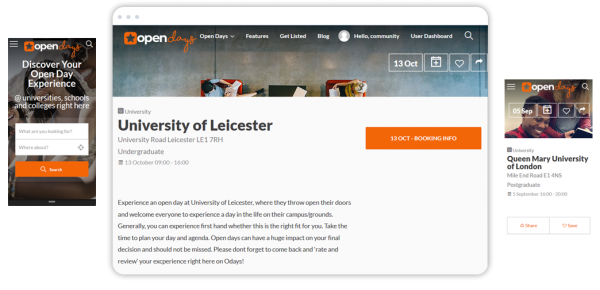 opendays
Discover Your
Open Day
Experience
@ universities, schools
and colleges right here
What are you looking for?
Where about?
Search
opendays
Open Days
Features
Get Listed
Blog
Hello, community
User Dashboard
13 Oct
University
University of Leicester
University Road Leicester LE1 7RH
Undergraduate
13 October 09:00 - 16:00
13 OCT - BOOKING INFO
Experience an open day at University of Leicester, where they throw open their doors
and welcome everyone to experience a day in the life on their campus/grounds.
Generally, you can experience first hand whether this is the right fit for you. Take the
time to plan your day and agenda. Open days can have a huge impact on your final
decision and should not be missed. Please dont forget to come back and 'rate and
review' your excperience right here on Odays!
opendays
05 Sep
University
Queen Mary University
of London
Mile End Road E1 4NS
Postgraduate
5 September 16:00 - 20:00
Share
Save